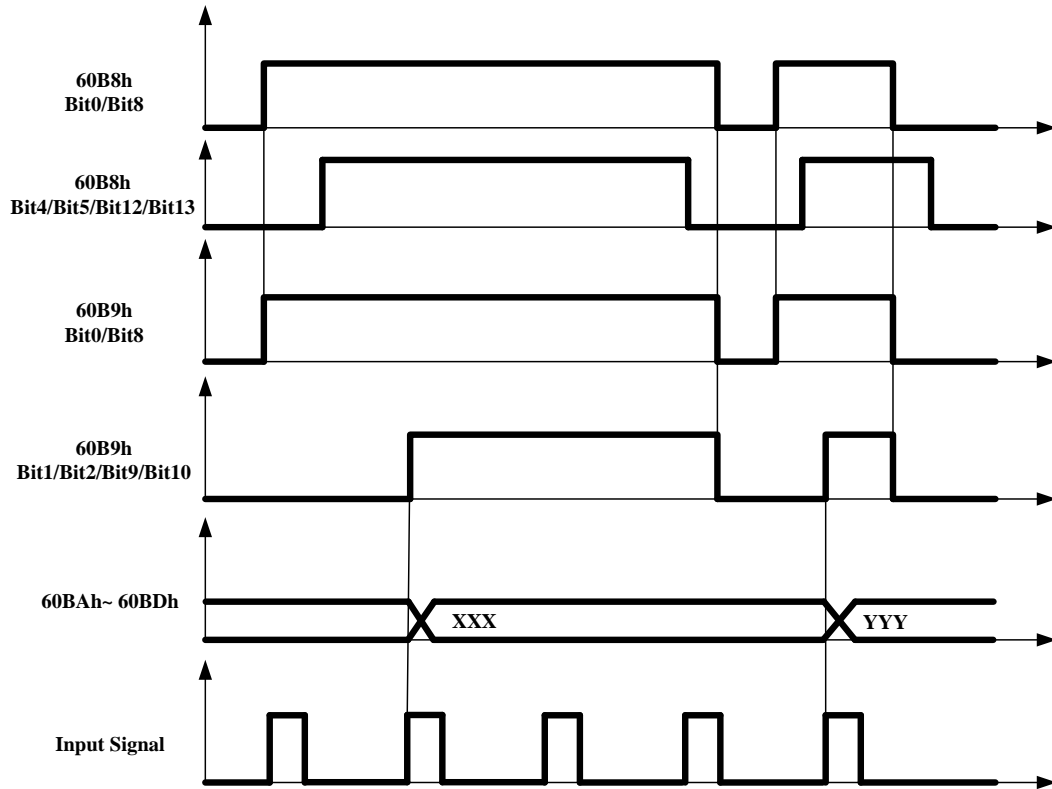 60B8h
Bit0/Bit8
60B8h
Bit4/Bit5/Bit12/Bit13
60B9h
Bit0/Bit8
60B9h
Bit1/Bit2/Bit9/Bit10
60BAh~ 60BDh
XXX
YYY
Input Signal